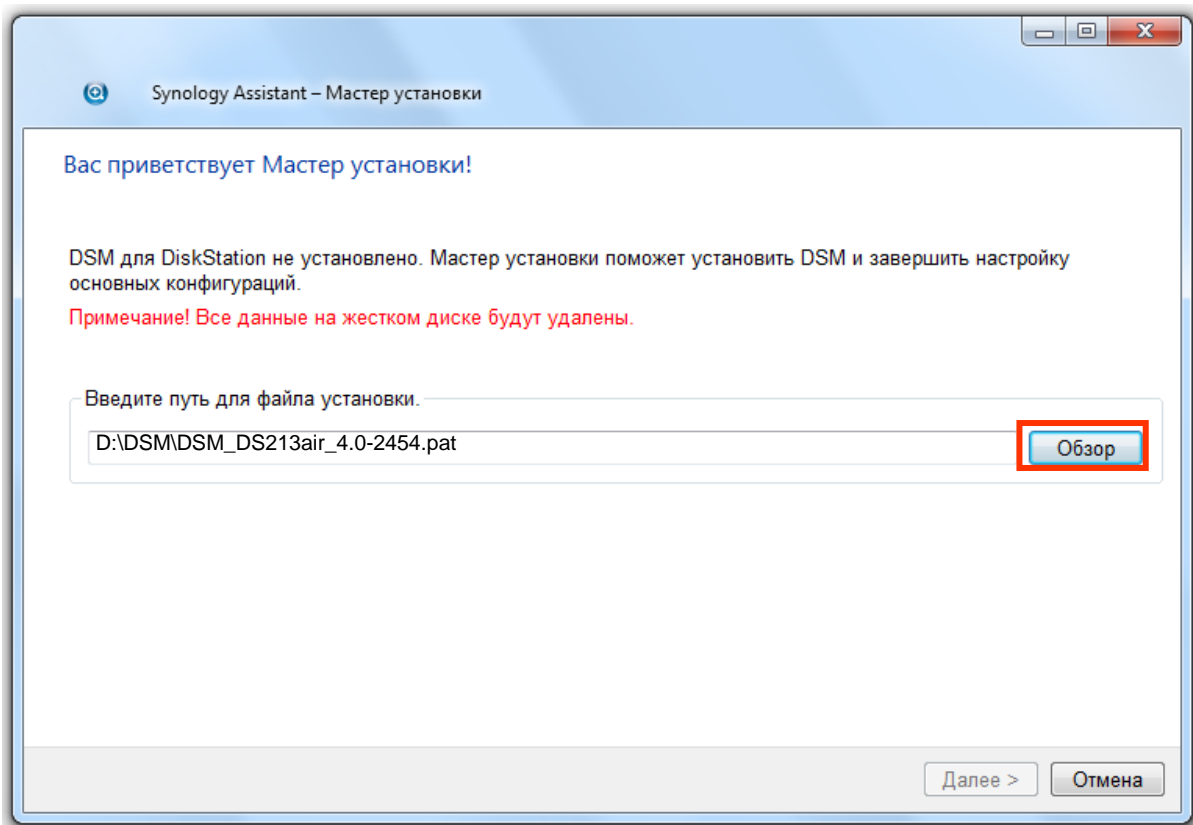 Synology Assistant – Мастер установки
Вас приветствует Мастер установки!
DSM для DiskStation не установлено. Мастер установки поможет установить DSM и завершить настройку
основных конфигураций.
Примечание! Все данные на жестком диске будут удалены.
Введите путь для файла установки.
D:\DSM\DSM_DS213air_4.0-2454.pat
Обзор
Далее >
Отмена